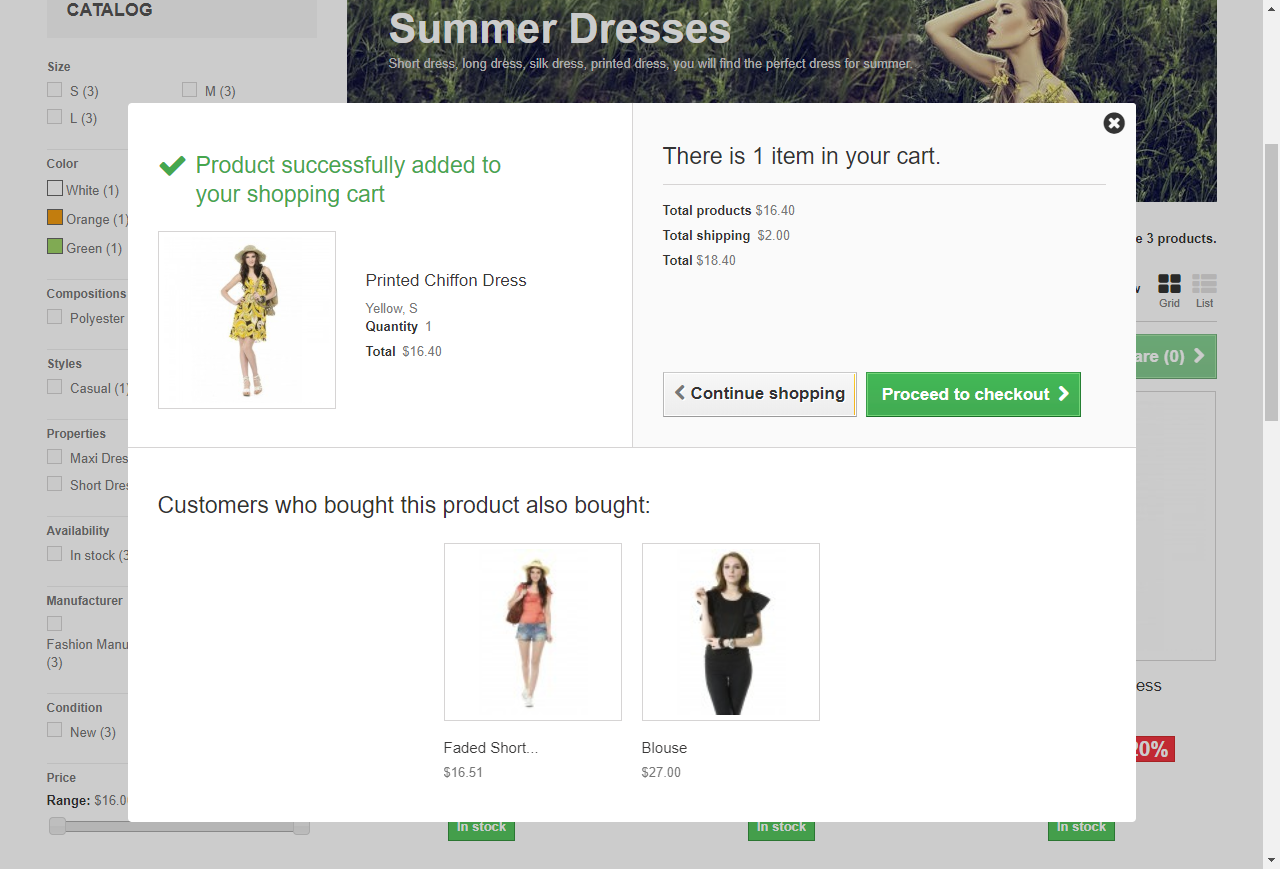 CATALOG
Size
S (3)
M (3)
L (3)
Color
White (1)
Orange (1)
Green (1)
Compositions
Polyester
Styles
Casual (1)
Properties
Maxi Dres
Short Dres
Availability
In stock (3
Manufacturer
Fashion Manu
(3)
Condition
New (3)
Price
Range: $16.0
Summer Dresses
Short dress, long dress, silk dress, printed dress, you will find the perfect dress for summer.
Product successfully added to
your shopping cart
Printed Chiffon Dress
Yellow, S
Quantity 1
Total $16.40
There is 1 item in your cart.
Total products $16.40
Total shipping $2.00
Total $18.40
Continue shopping
Proceed to checkout
Customers who bought this product also bought:
Faded Short...
$16.51
Blouse
$27.00
e 3 products.
Grid
List
are (0)
ess
20%
In stock
In stock
In stock